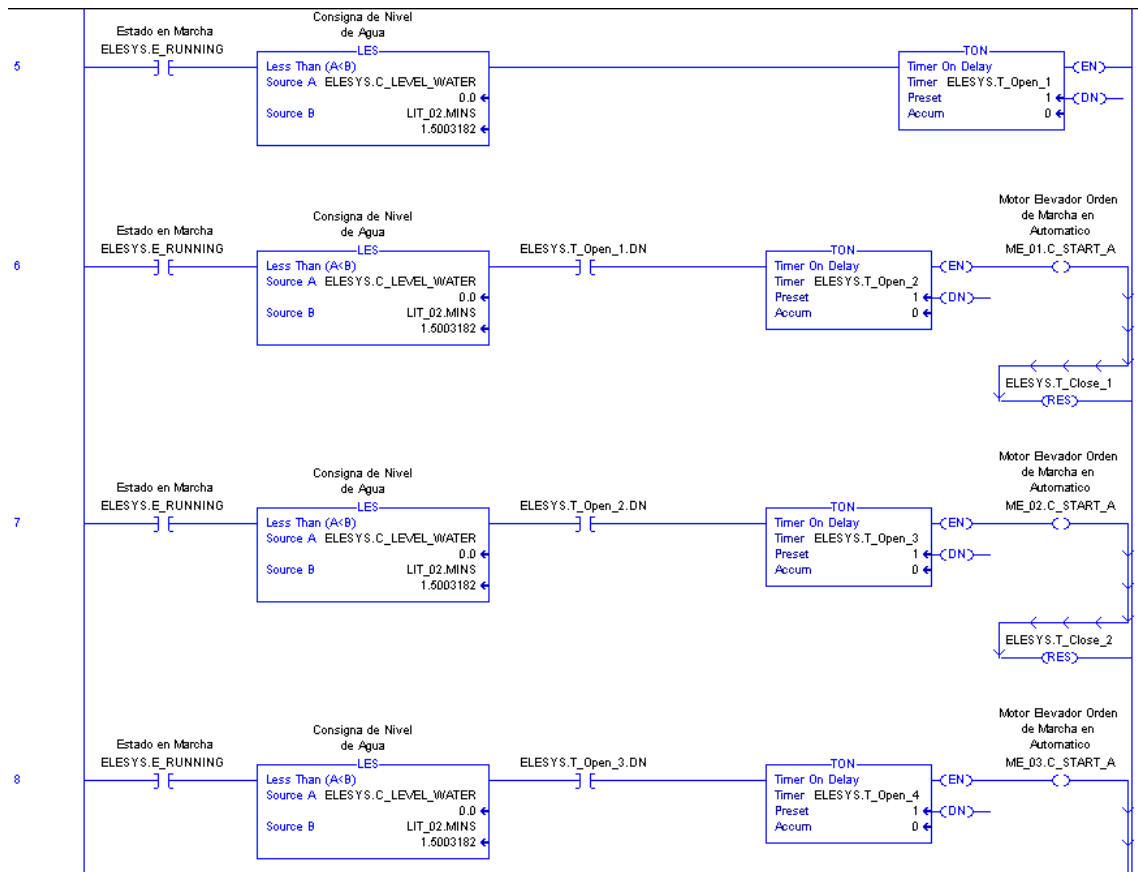 Estado en Marcha
ELESYS.E_RUNNING
Consigna de Nivel
de Agua
5
LES
Less Than (A<B)
Source A ELESYS.C_LEVEL_WATER
0.0
Source B LIT_02.MINS
1.5003182
TON
Timer On Delay
Timer ELESYS.T_Open_1
Preset 1
Accum 0
EN
DN
Estado en Marcha
ELESYS.E_RUNNING
Consigna de Nivel
de Agua
6
LES
Less Than (A<B)
Source A ELESYS.C_LEVEL_WATER
0.0
Source B LIT_02.MINS
1.5003182
ELESYS.T_Open_1.DN
TON
Timer On Delay
Timer ELESYS.T_Open_2
Preset 1
Accum 0
EN
DN
Motor Elevador Orden
de Marcha en
Automatico
ME_01.C_START_A
ELESYS.T_Close_1
RES
Estado en Marcha
ELESYS.E_RUNNING
Consigna de Nivel
de Agua
7
LES
Less Than (A<B)
Source A ELESYS.C_LEVEL_WATER
0.0
Source B LIT_02.MINS
1.5003182
ELESYS.T_Open_2.DN
TON
Timer On Delay
Timer ELESYS.T_Open_3
Preset 1
Accum 0
EN
DN
Motor Elevador Orden
de Marcha en
Automatico
ME_02.C_START_A
ELESYS.T_Close_2
RES
Estado en Marcha
ELESYS.E_RUNNING
Consigna de Nivel
de Agua
8
LES
Less Than (A<B)
Source A ELESYS.C_LEVEL_WATER
0.0
Source B LIT_02.MINS
1.5003182
ELESYS.T_Open_3.DN
TON
Timer On Delay
Timer ELESYS.T_Open_4
Preset 1
Accum 0
EN
DN
Motor Elevador Orden
de Marcha en
Automatico
ME_03.C_START_A